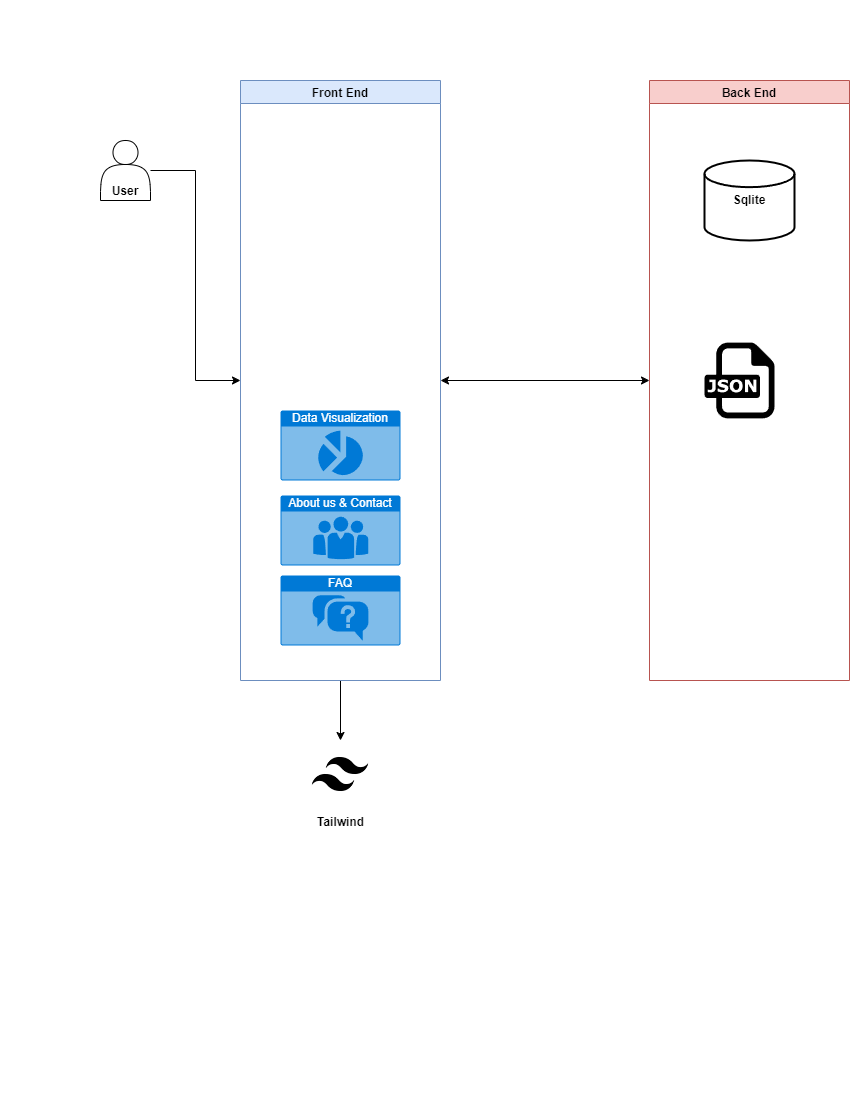 Front End
Back End
User
Sqlite
JSON
Data Visualization
About us & Contact
FAQ
?
Tailwind